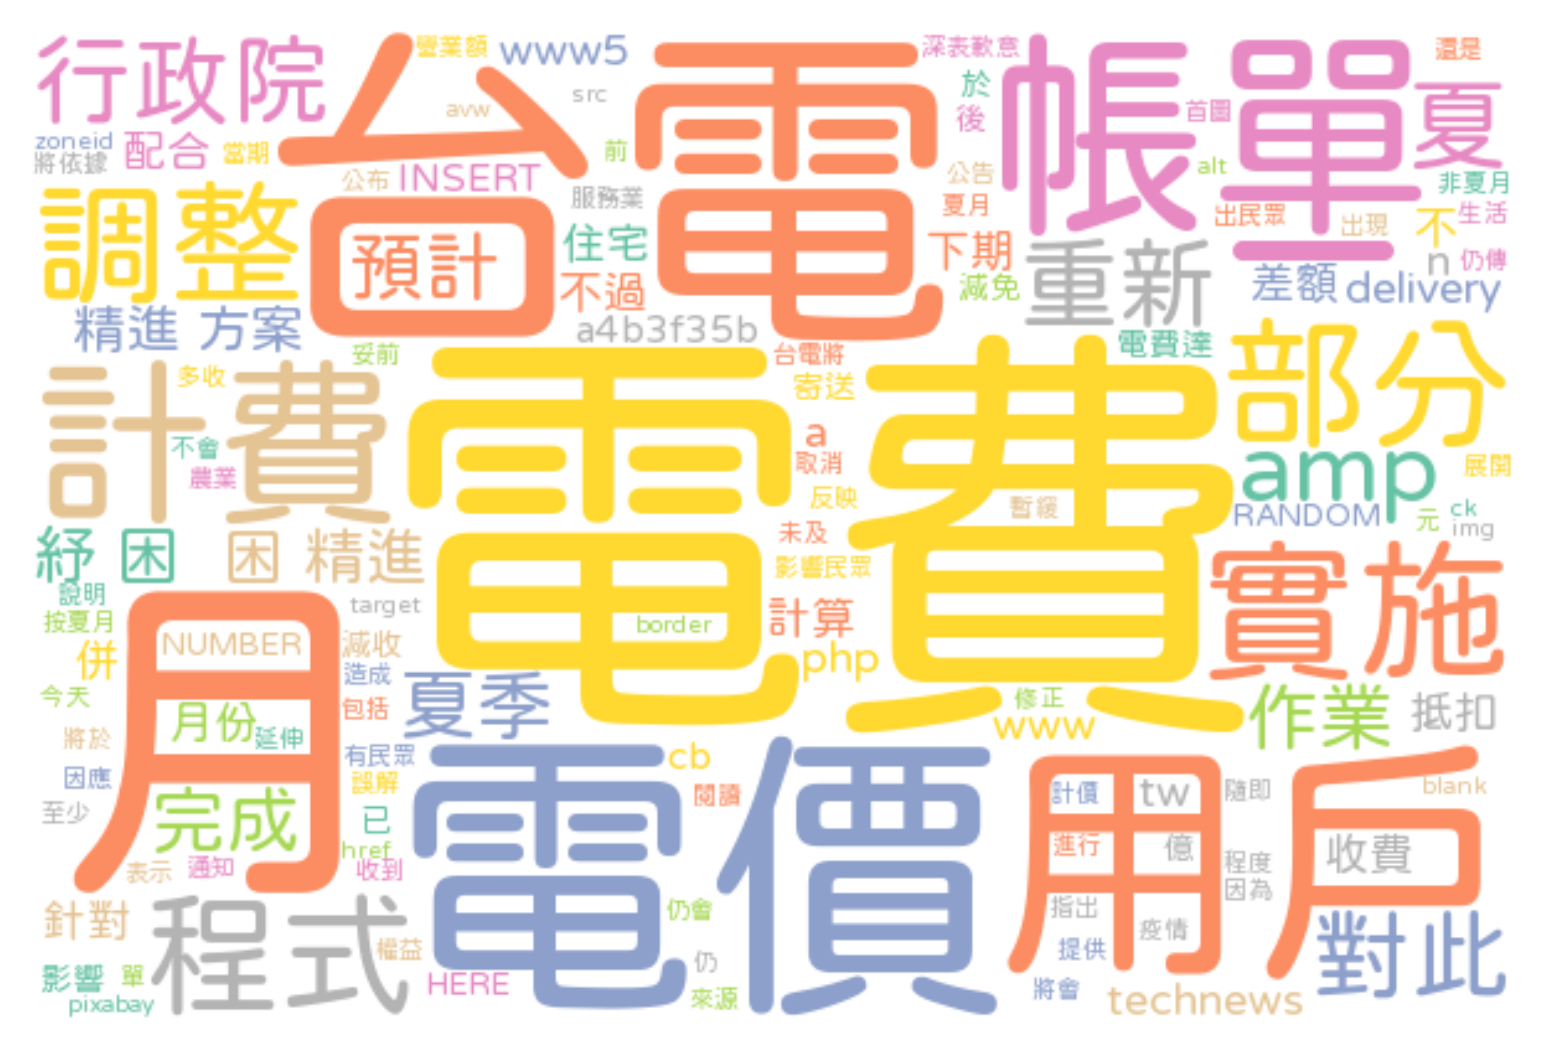 行政院
台電
營業額
www5
深表歉意
帳單
還是
夏
avw
src
於
後
首圖
zoneid
將依據
配合
當期
前
公告
alt
非夏月
公布
INSERT
服務業
夏月
出民眾
出現
不
生活
調整
預計
住宅
下期
重新
n
仍傳
不過
減免
差額
delivery
精進 方案
a4b3f35b
妥前
台電將
電費達
計費
多收
電費
寄送
部分
不會
a
農業
取消
amp
展開
反映
暫緩
RANDOM
元
ck
img
紓 困
困 精進
未及
影響民眾
實施
說明
target
按夏月
月
NUMBER
減收
border
計算
併
php
造成
今天
月份
包括
夏季
修正
作業
抵扣
延伸
www
將於
有民眾
電價
cb
用戶
因應
誤解
閱讀
計價
tw
隨即
blank
至少
完成
已
href
進行
億
收費
程度
表示
通知
收到
因為
針對
程式
仍會
指出
對此
權益
疫情
提供
影響
單
HERE
仍
將會
pixabay
來源
technews